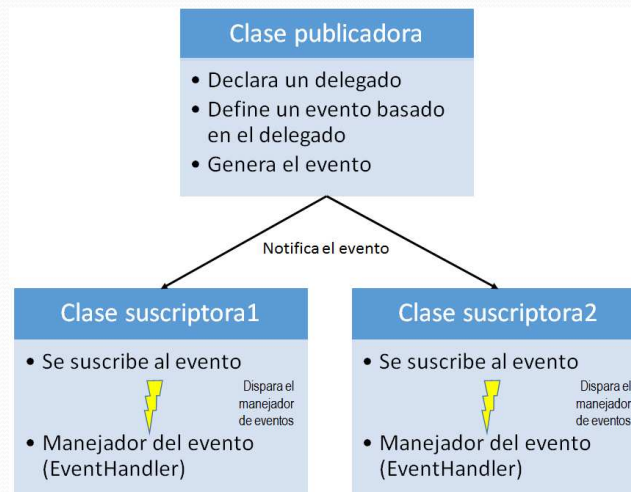 Clase publicadora
• Declara un delegado
• Define un evento basado
en el delegado
• Genera el evento
Notifica el evento
Clase suscriptora1
• Se suscribe al evento
Dispara el
manejador
de eventos
• Manejador del evento
(EventHandler)
Clase suscriptora2
• Se suscribe al evento
Dispara el
manejador
de eventos
• Manejador del evento
(EventHandler)